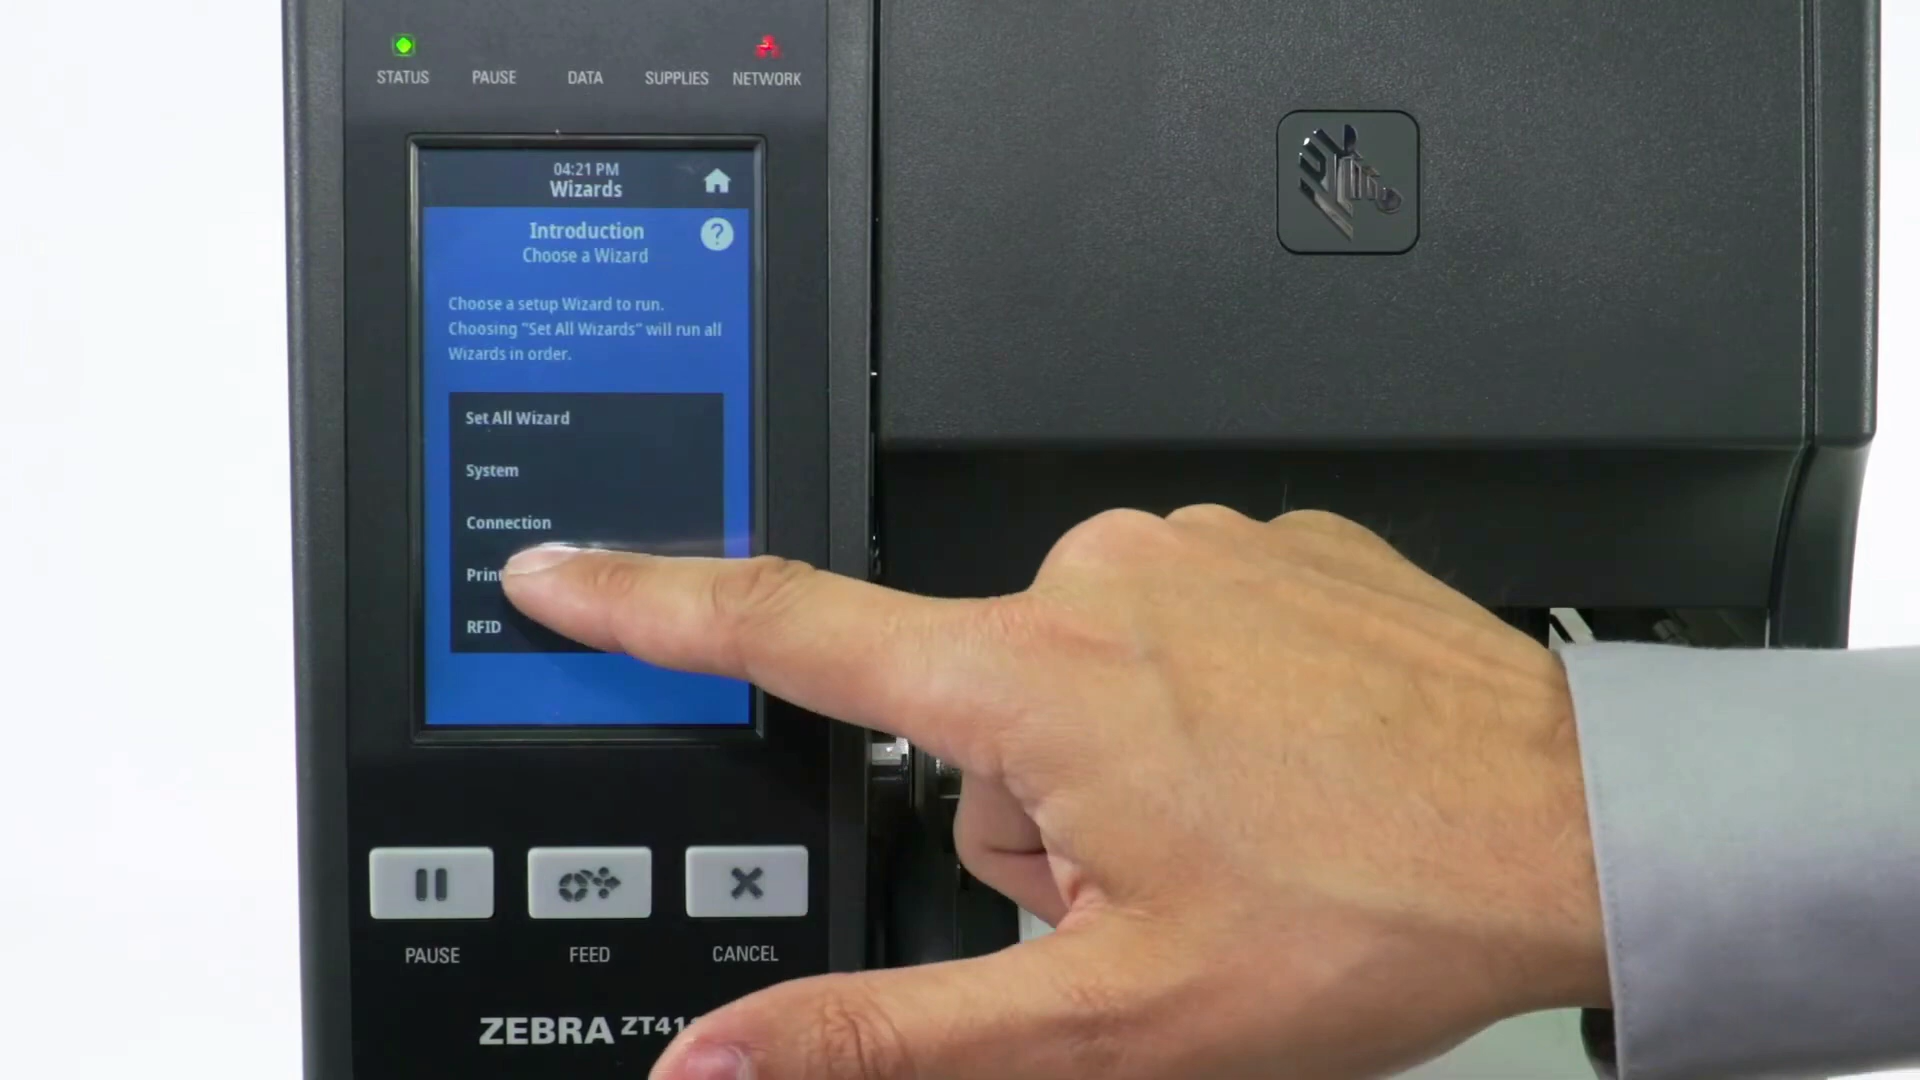 STATUS PAUSE DATA SUPPLIES NETWORK
04:21 PM
Wizards
Introduction
Choose a Wizard
Choose a setup Wizard to run.
Choosing "Set All Wizards" will run all
Wizards in order.
Set All Wizard
System
Connection
RFID
PAUSE FEED CANCEL
ZEBRA